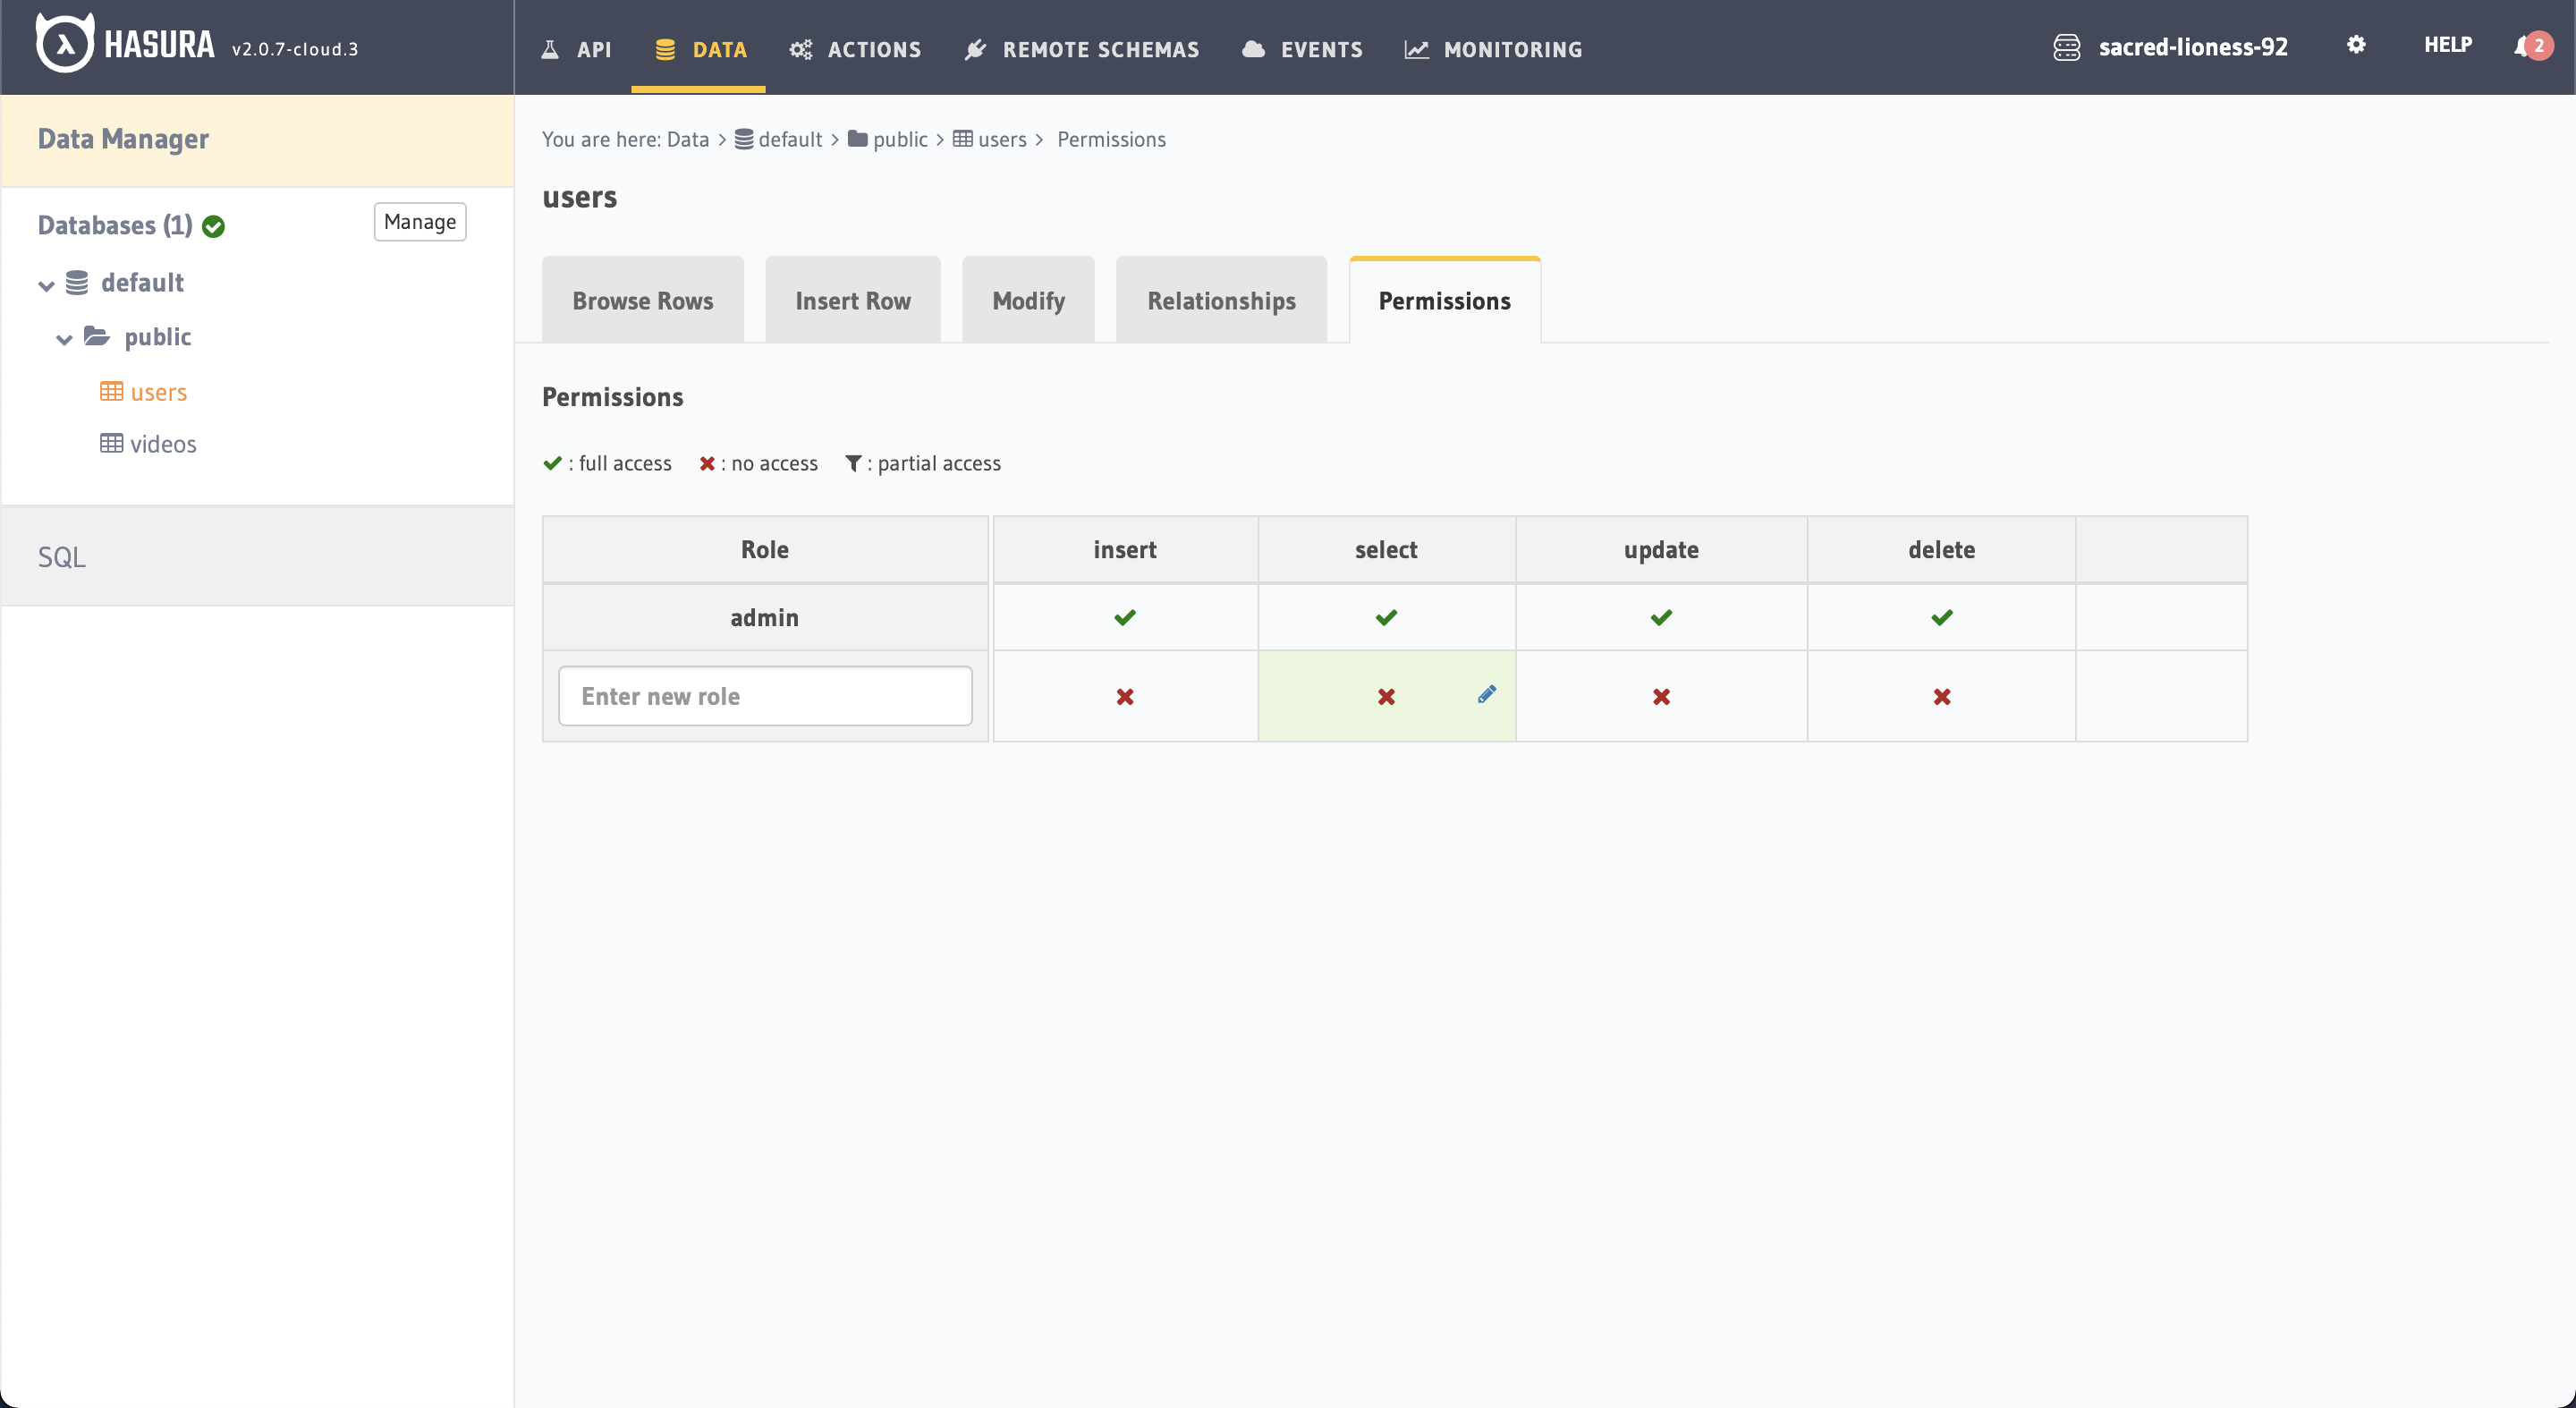 HASURA v2.0.7-cloud.3
API DATA ACTIONS REMOTE SCHEMAS EVENTS MONITORING
sacred-lioness-92 HELP 2
Data Manager
Databases (1) Manage
default
public
users
videos
SQL
You are here: Data > default > public > users > Permissions
users
Browse Rows Insert Row Modify Relationships Permissions
Permissions
: full access : no access : partial access
Role insert select update delete
admin
Enter new role